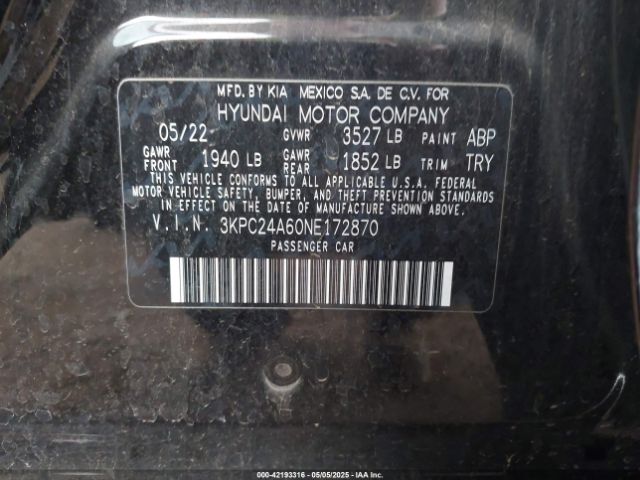 MFD. BY KIA MEXICO S.A. DE C.V. FOR
HYUNDAI MOTOR COMPANY
05/22 GVWR 3527 LB PAINT ABP
GAWR FRONT 1940 LB GAWR REAR 1852 LB TRIM TRY
THIS VEHICLE CONFORMS TO ALL APPLICABLE U.S.A. FEDERAL
MOTOR VEHICLE SAFETY, BUMPER, AND THEFT PREVENTION STANDARDS
IN EFFECT ON THE DATE OF MANUFACTURE SHOWN ABOVE.
V.I.N. 3KPC24A60NE172870
PASSENGER CAR
000-42193316 - 05/05/2025 - IAA Inc.